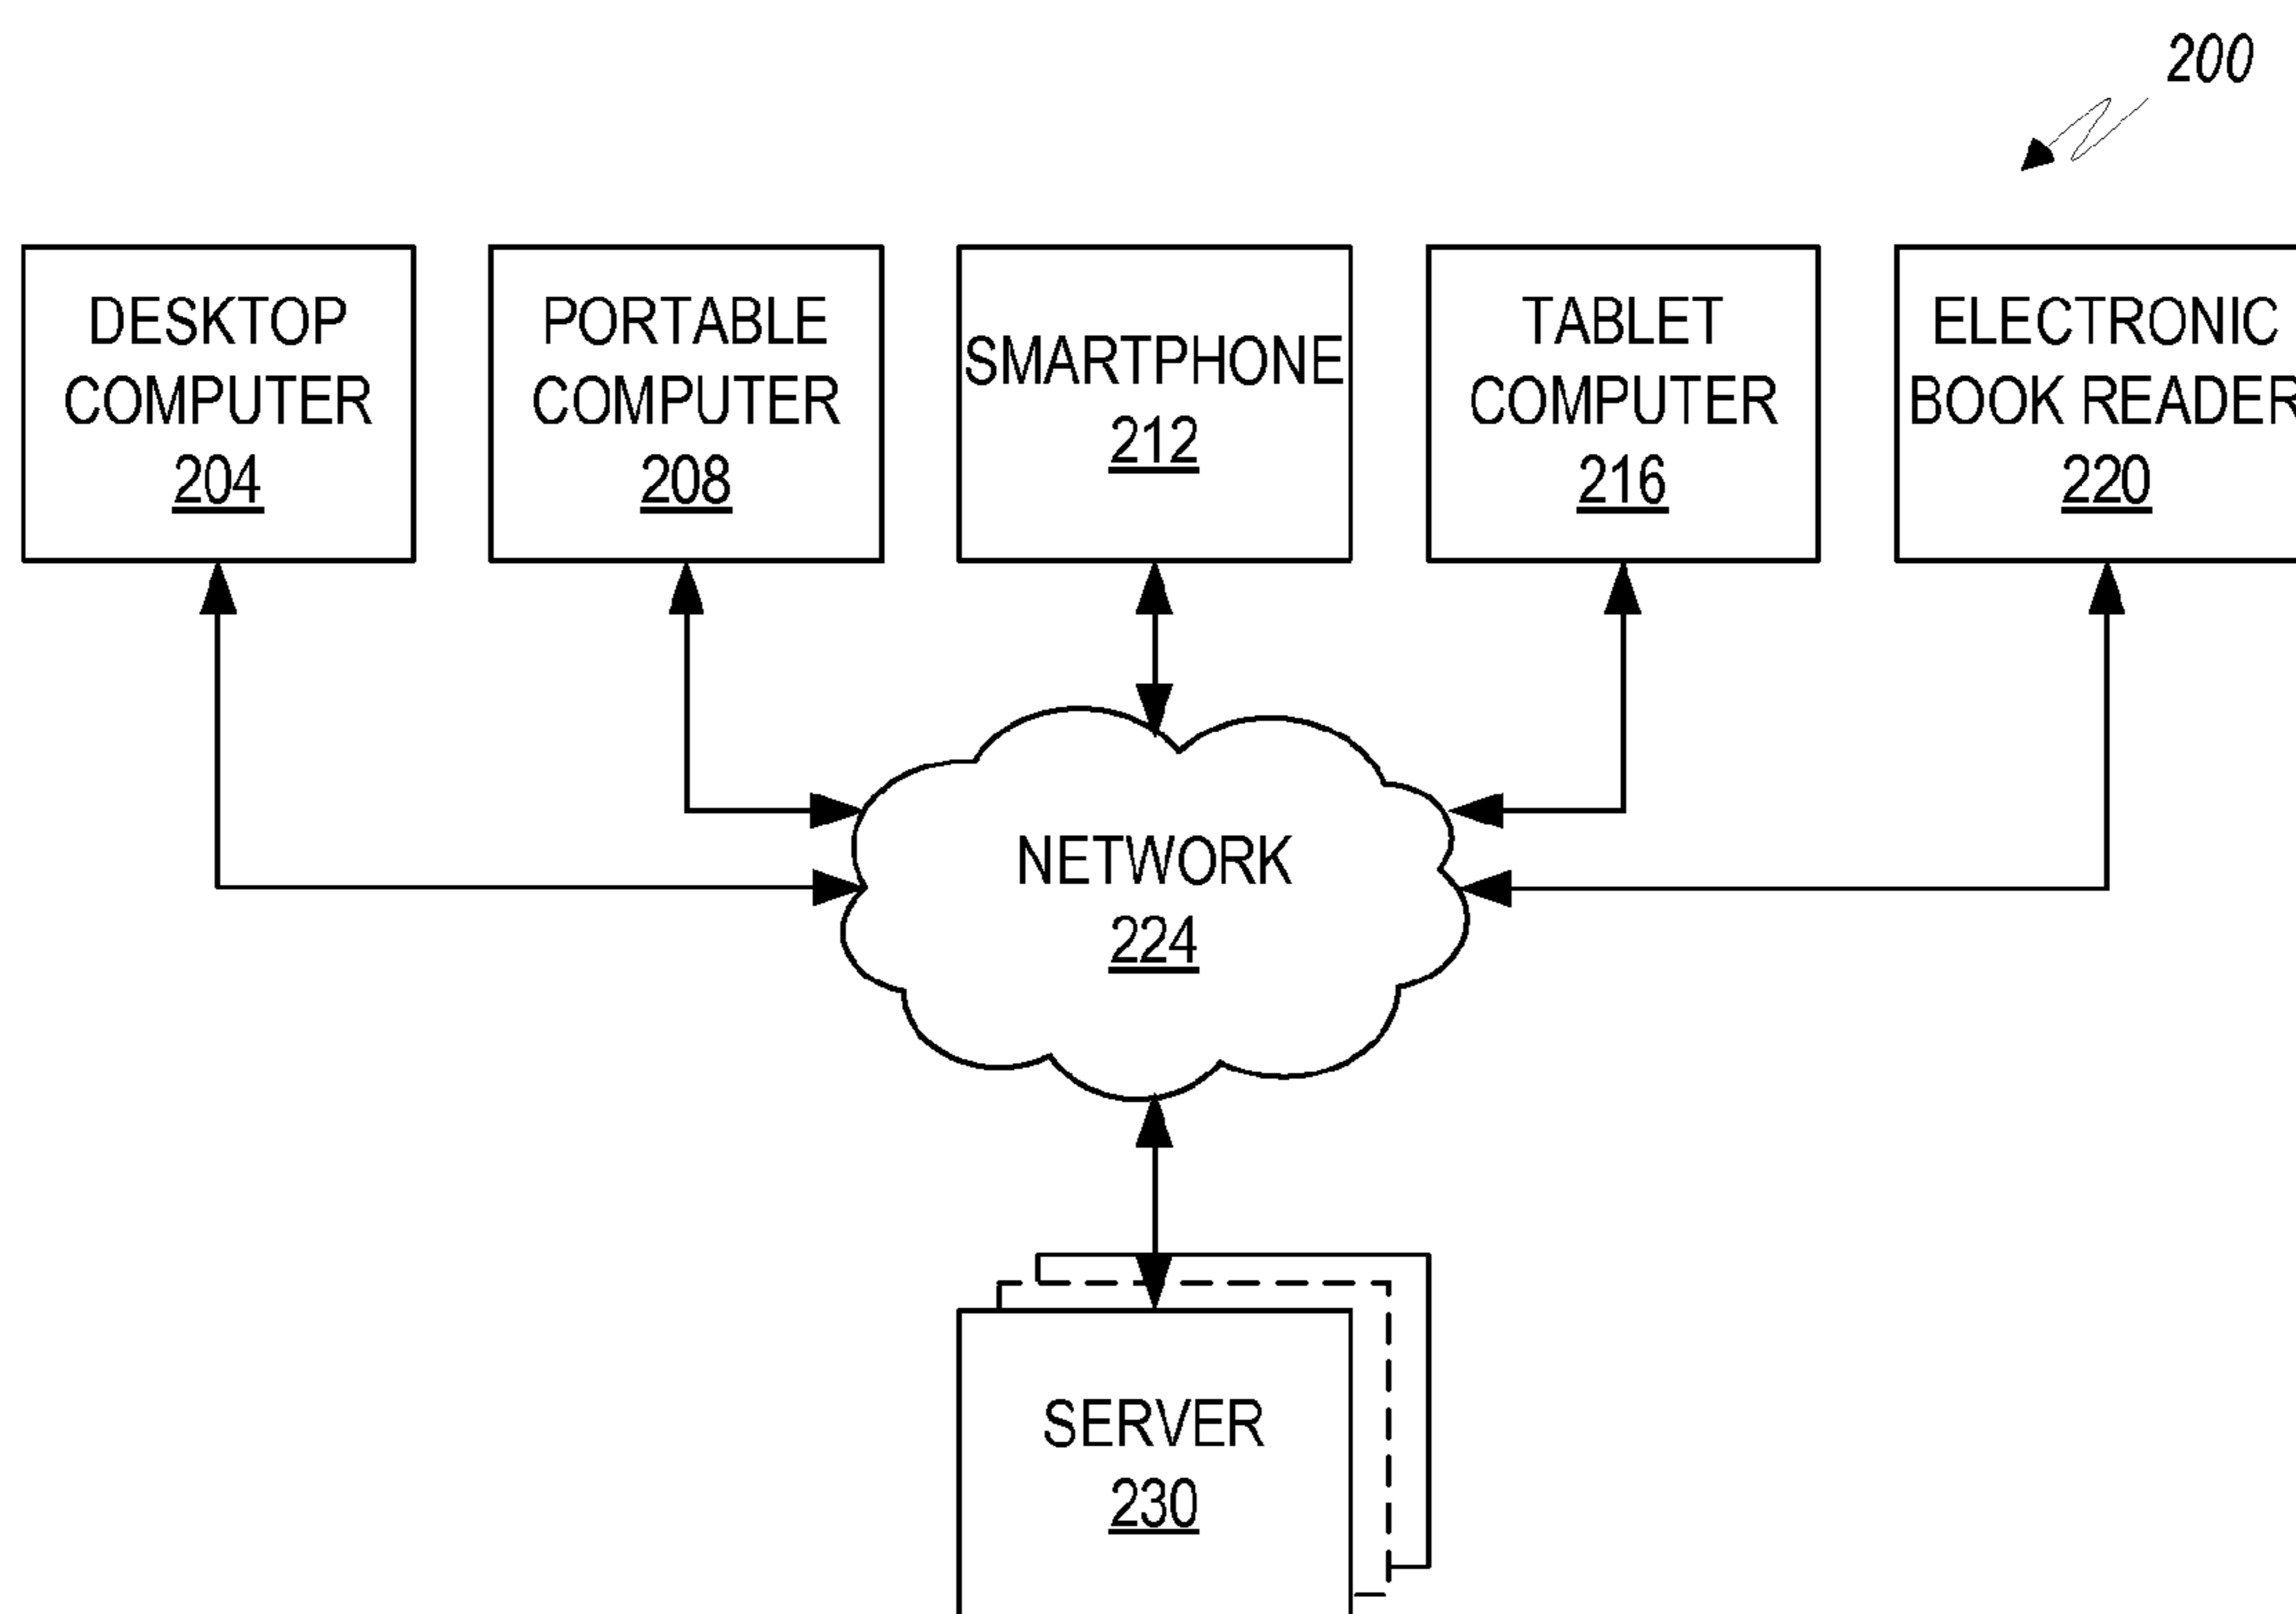 200
DESKTOP
COMPUTER
204
PORTABLE
COMPUTER
208
SMARTPHONE
212
TABLET
COMPUTER
216
ELECTRONIC
BOOK READER
220
NETWORK
224
SERVER
230